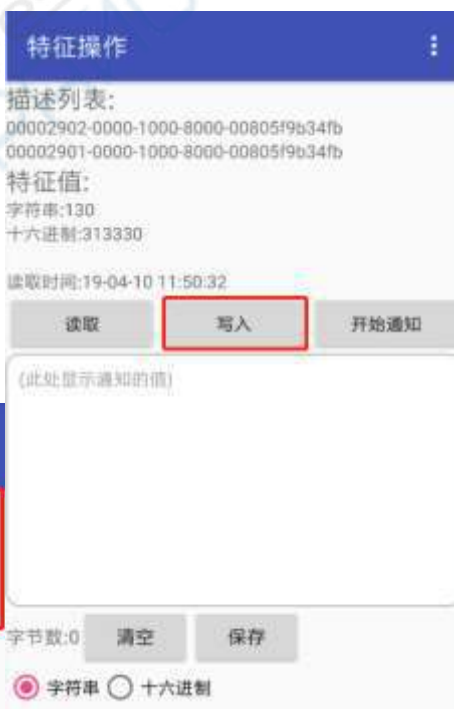 特征操作
描述列表:
00002902-0000-1000-8000-00805f9b34fb
00002901-0000-1000-8000-00805f9b34fb
特征值:
字符串:130
十六进制:313330
读取时间:19-04-10 11:50:32
读取 写入 开始通知
(此处显示通知的值)
字节数:0 清空 保存
字符串 十六进制